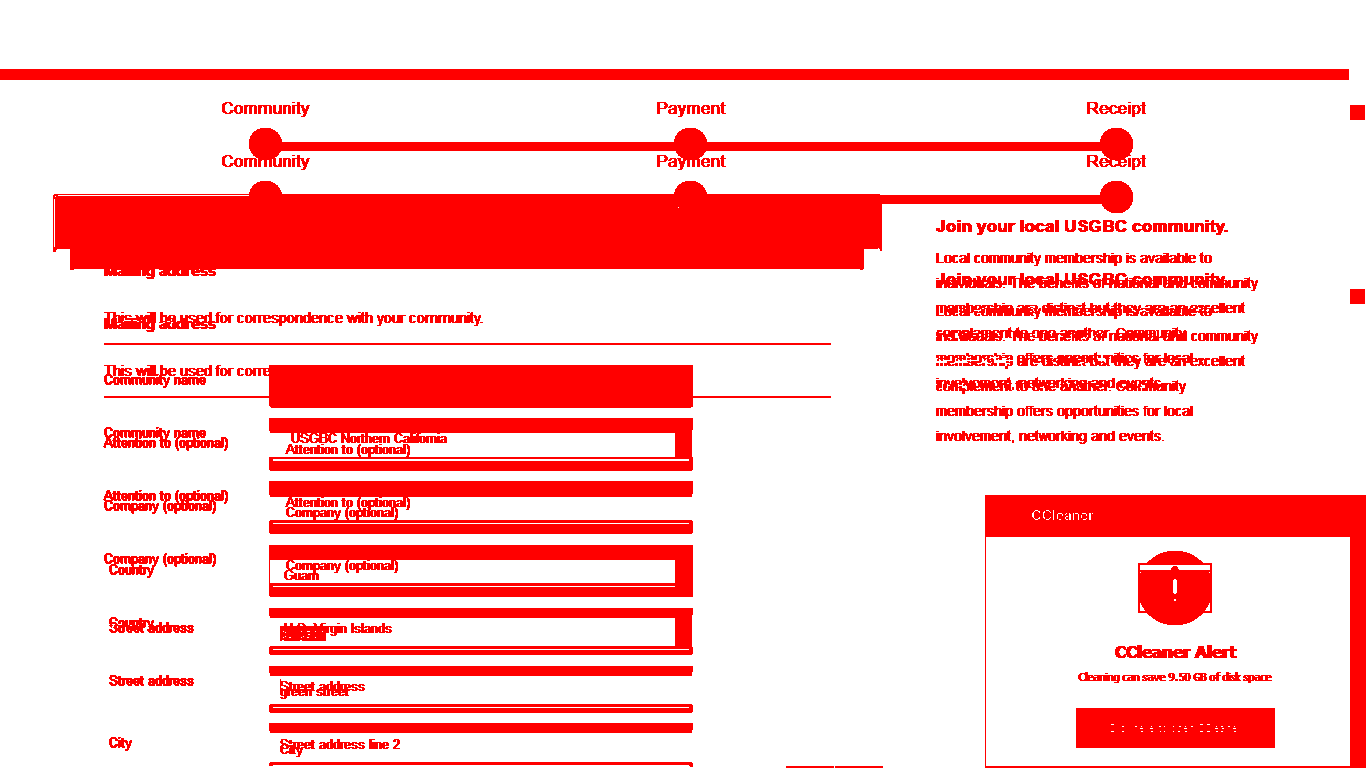 Community Payment Receipt
Community Payment Receipt
Mailing address
This will be used for correspondence with your community.
Mailing address
This will be used for corre
Community name
Community name
USGBC Northern California
Attention to (optional)
Attention to (optional)
Attention to (optional)
Attention to (optional)
Company (optional)
Company (optional)
Company (optional)
Company (optional)
Country
Guam
Country
Street address
Virgin Islands
Street address
Street address
green street
City
Street address line 2
City
Join your local USGBC community.
Local community membership is available to
Join your local USGBC community.
individuals. The benefits of national and community
membership are distinct but they are an excellent
Local community membership is available to
complement to one another. Community
individuals. The benefits of national and community
membership offers opportunities for local
membership are distinct but they are an excellent
involvement, networking and events.
complement to one another. Community
membership offers opportunities for local
involvement, networking and events.
CCleaner
CCleaner Alert
Cleaning can save 9.50 GB of disk space